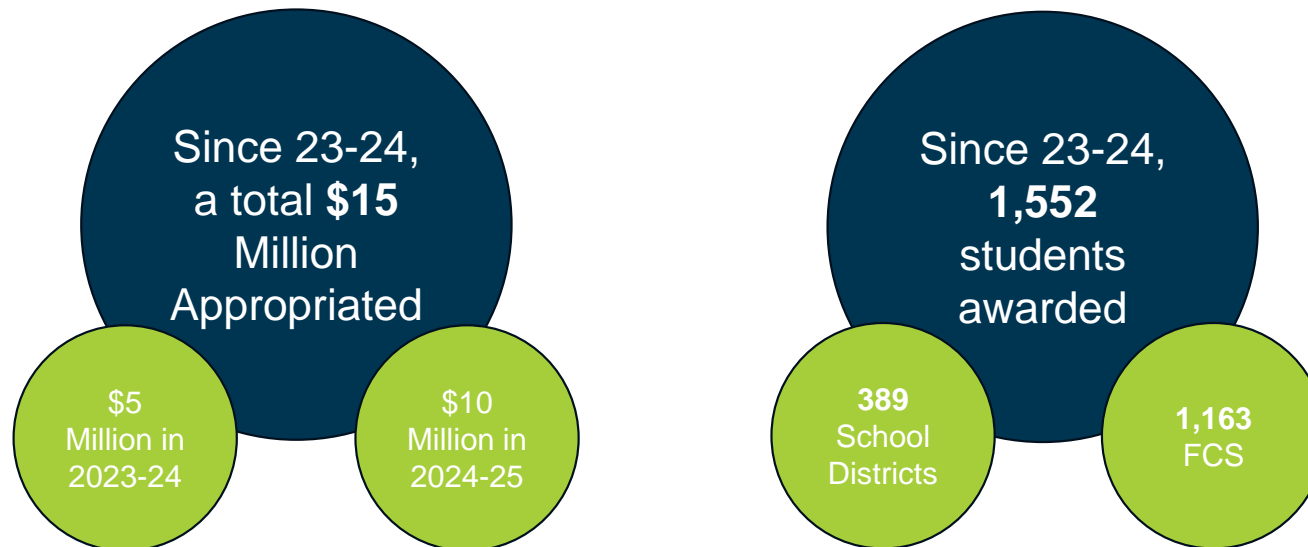 Since 23-24,
a total $15
Million
Appropriated
$5
Million in
2023-24
$10
Million in
2024-25
Since 23-24,
1,552
students
awarded
389
School
Districts
1,163
FCS